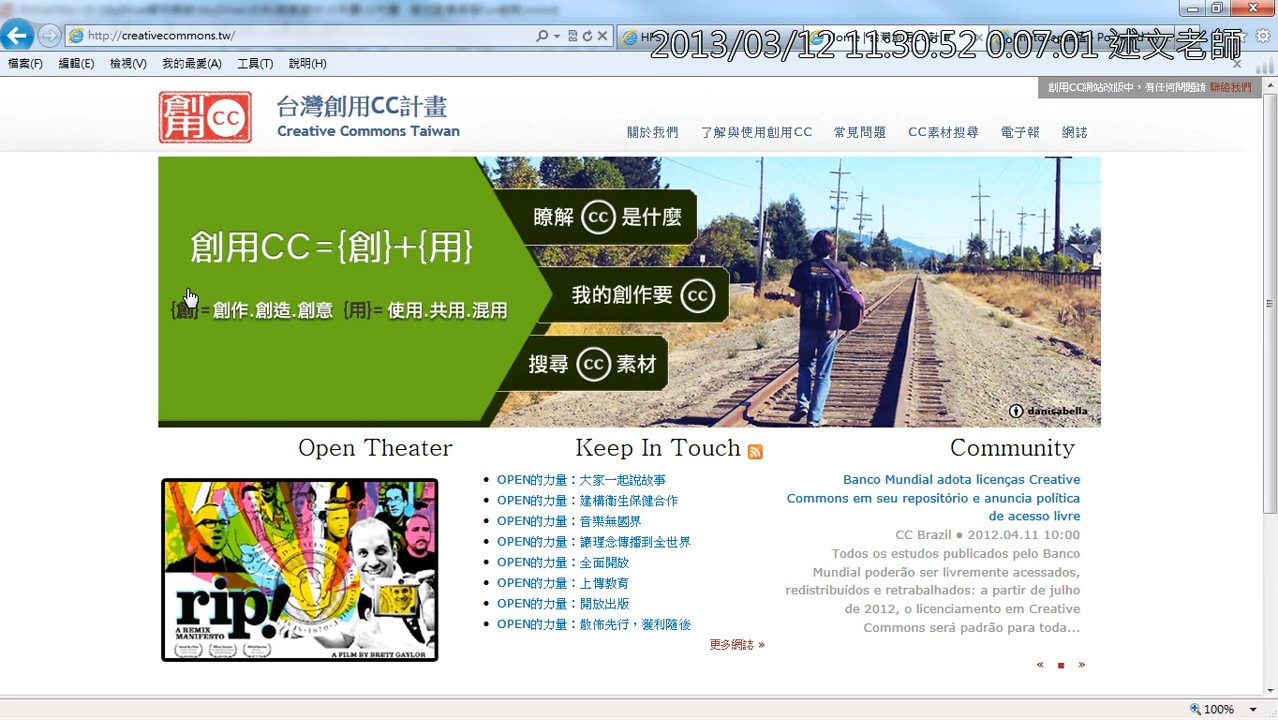 http://creativecommons.tw/
2013/03/12 11:30:52 0:07:01 述文老師
檔案(F) 編輯(E) 檢視(V) 我的最愛(A) 工具(T) 說明(H)
創用CC網站改版中，有任何問題請 聯絡我們
創用 CC
台灣創用CC計畫
Creative Commons Taiwan
關於我們 了解與使用創用CC 常見問題 CC素材搜尋 電子報 網誌
創用CC={創}+{用}
{創}=創作.創造.創意 {用}=使用.共用.混用
瞭解 CC 是什麼
我的創作要 CC
搜尋 CC 素材
danisabella
Open Theater
rip!
A REMIX
MANIFESTO
A FILM BY BRETT GAYLOR
Keep In Touch
OPEN的力量：大家一起說故事
OPEN的力量：建構衛生保健合作
OPEN的力量：音樂無國界
OPEN的力量：讓理念傳播到全世界
OPEN的力量：全面開放
OPEN的力量：上傳教育
OPEN的力量：開放出版
OPEN的力量：散佈先行，獲利隨後
更多網誌 »
Community
Banco Mundial adota licenças Creative
Commons em seu repositório e anuncia política
de acesso livre
CC Brazil ● 2012.04.11 10:00
Todos os estudos publicados pelo Banco
Mundial poderão ser livremente acessados,
redistribuídos e retrabalhados: a partir de julho
de 2012, o licenciamento em Creative
Commons será padrão para toda...
« ■ »
100%